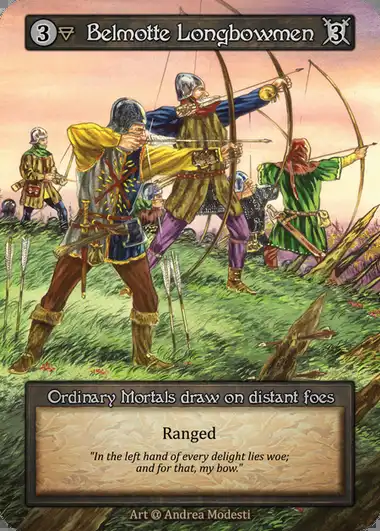 3 Belmotte Longbowmen 3
Ordinary Mortals draw on distant foes
Ranged
"In the left hand of every delight lies woe;
and for that, my bow."
Art @ Andrea Modesti